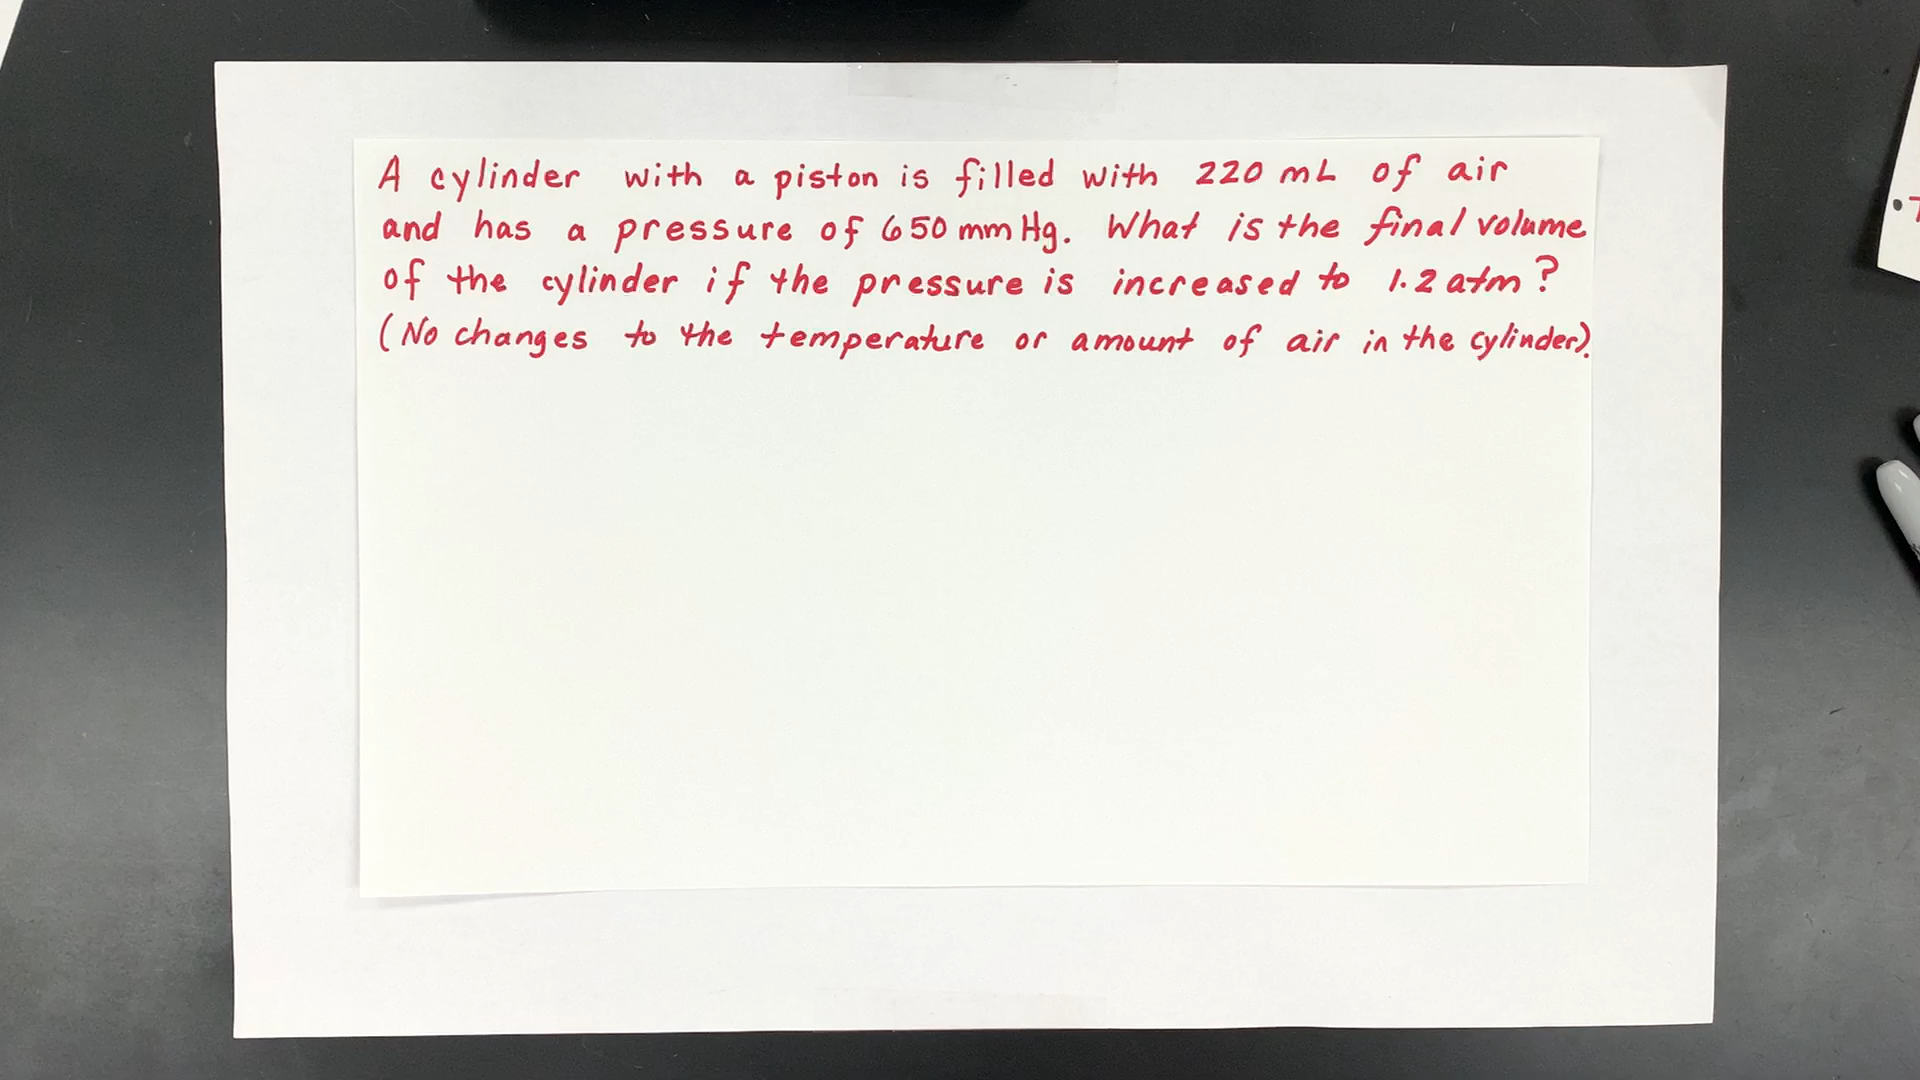 A cylinder with a piston is filled with 220 mL of air
and has a pressure of 650 mm Hg. What is the final volume
of the cylinder if the pressure is increased to 1.2 atm?
(No changes to the temperature or amount of air in the cylinder).